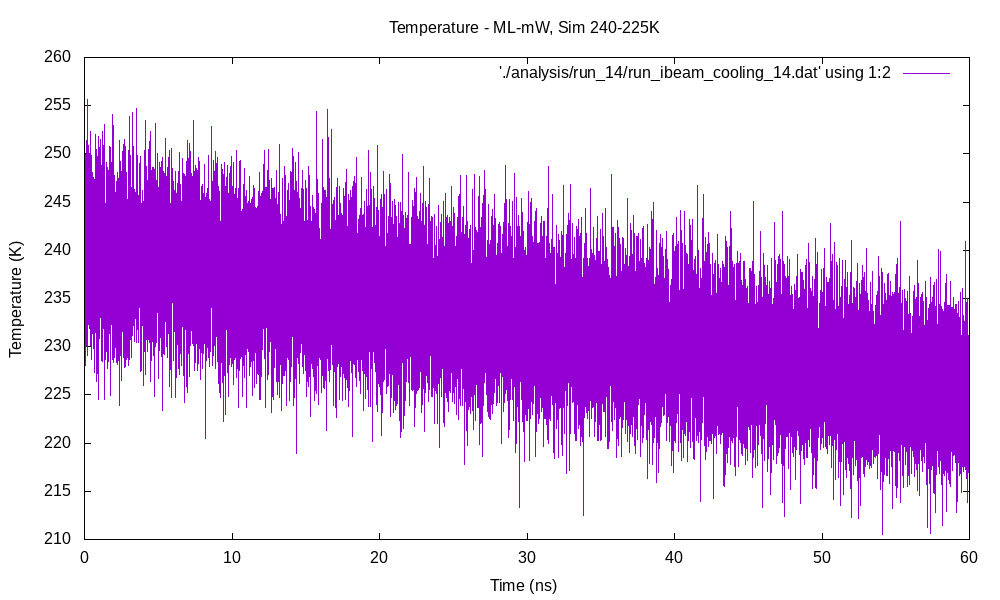 Temperature - ML-mW, Sim 240-225K
'./analysis/run_14/run_ibeam_cooling_14.dat' using 1:2
Temperature (K)
260
255
250
245
240
235
230
225
220
215
210
0 10 20 30 40 50 60
Time (ns)